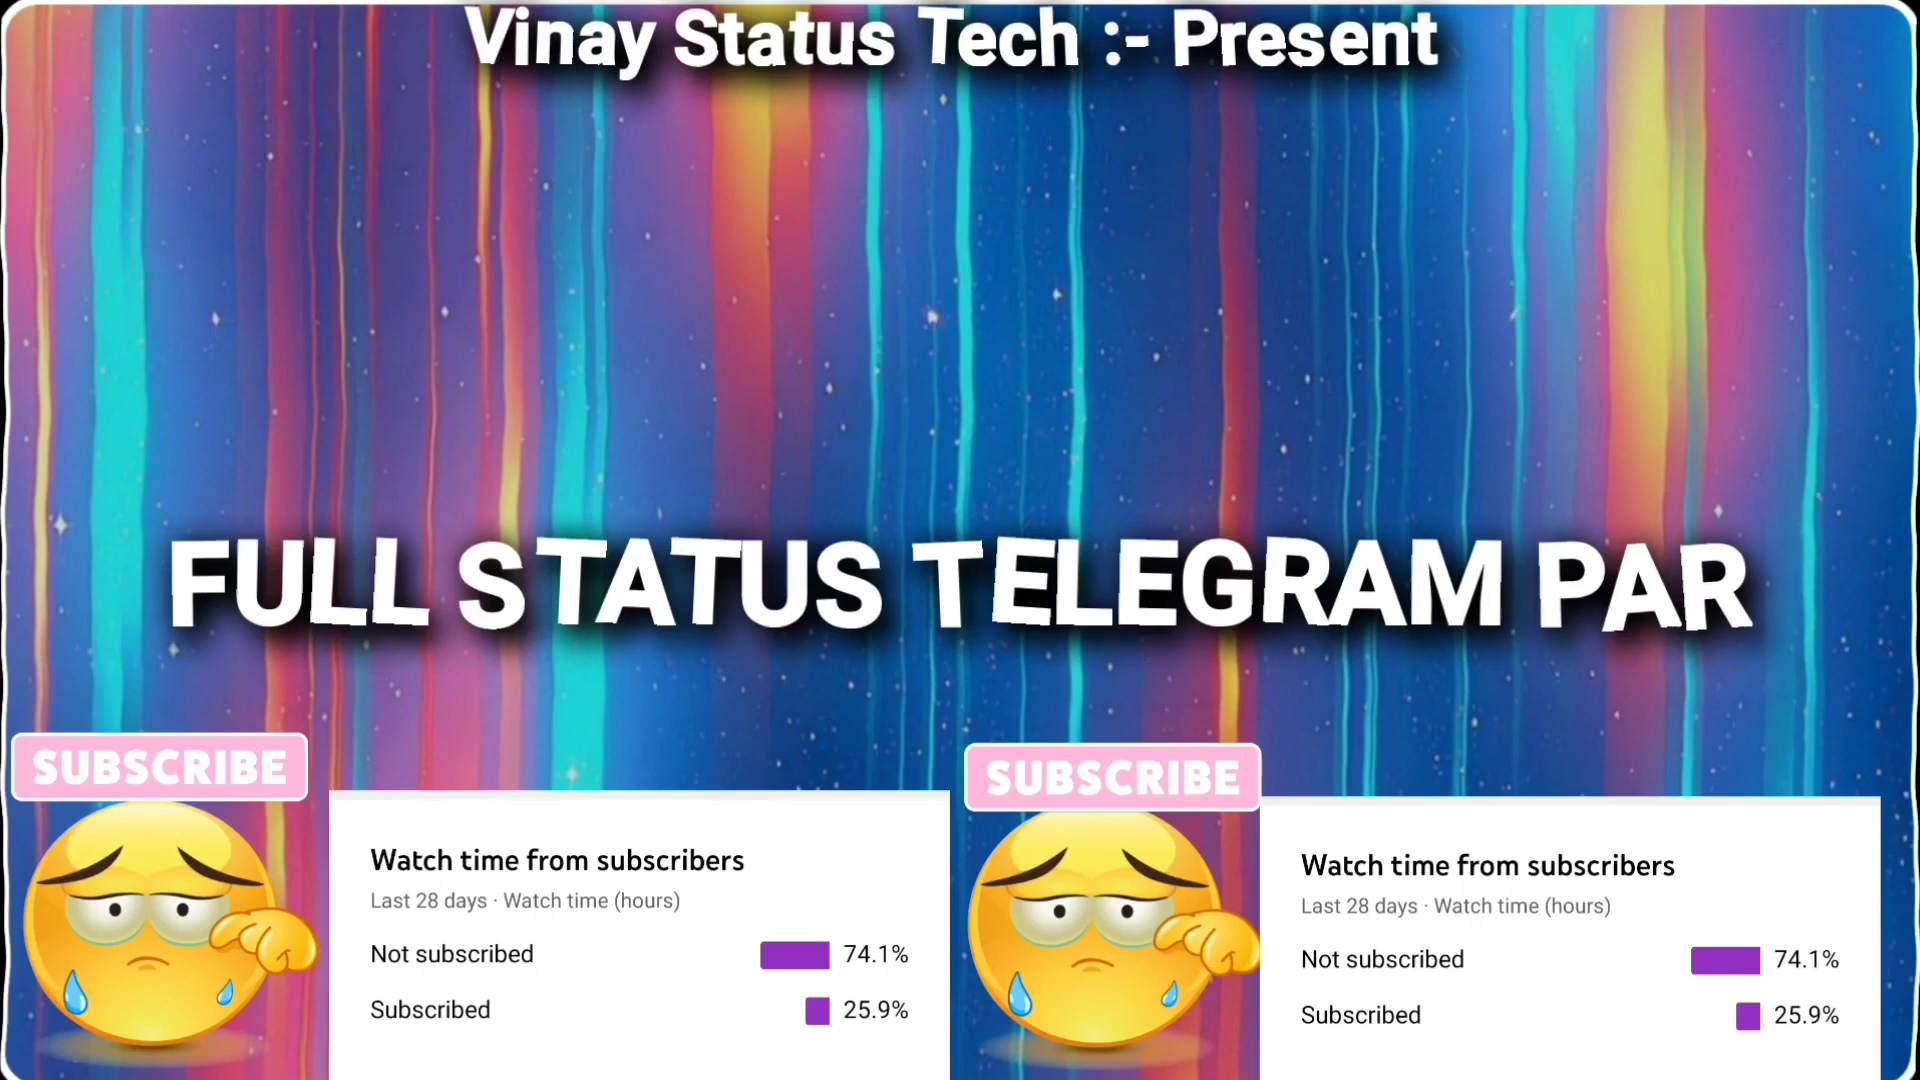 Vinay Status Tech :- Present
FULL STATUS TELEGRAM PAR
SUBSCRIBE
Watch time from subscribers
Last 28 days · Watch time (hours)
Not subscribed 74.1%
Subscribed 25.9%
SUBSCRIBE
Watch time from subscribers
Last 28 days · Watch time (hours)
Not subscribed 74.1%
Subscribed 25.9%